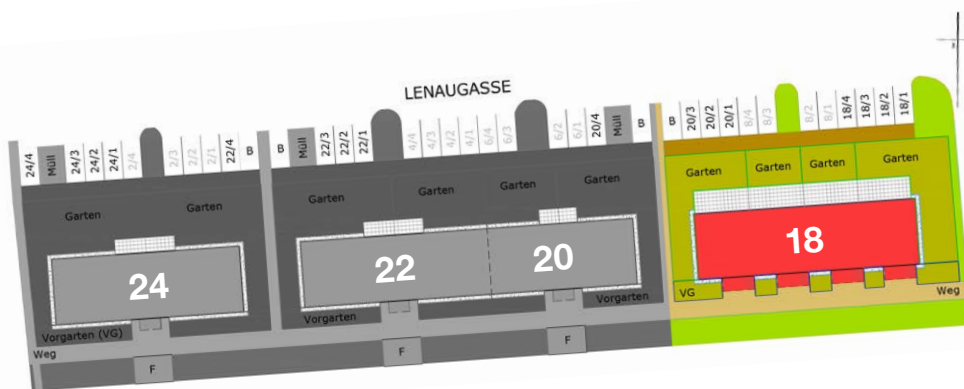 LENAUGASSE
24/4
Müll
24/3
24/2
24/1
2/4
2/3
2/2
2/1
22/4
B
B
Müll
22/3
22/2
22/1
4/4
4/3
4/2
4/1
6/4
6/3
6/2
6/1
20/4
Müll
B
B
20/3
20/2
20/1
8/4
8/3
8/2
8/1
18/4
18/3
18/2
18/1
Garten
Garten
Garten
Garten
Garten
Garten
Garten
Garten
Garten
Garten
24
22
20
18
Vorgarten (VG)
Vorgarten
Vorgarten
VG
Weg
Weg
F
F
F